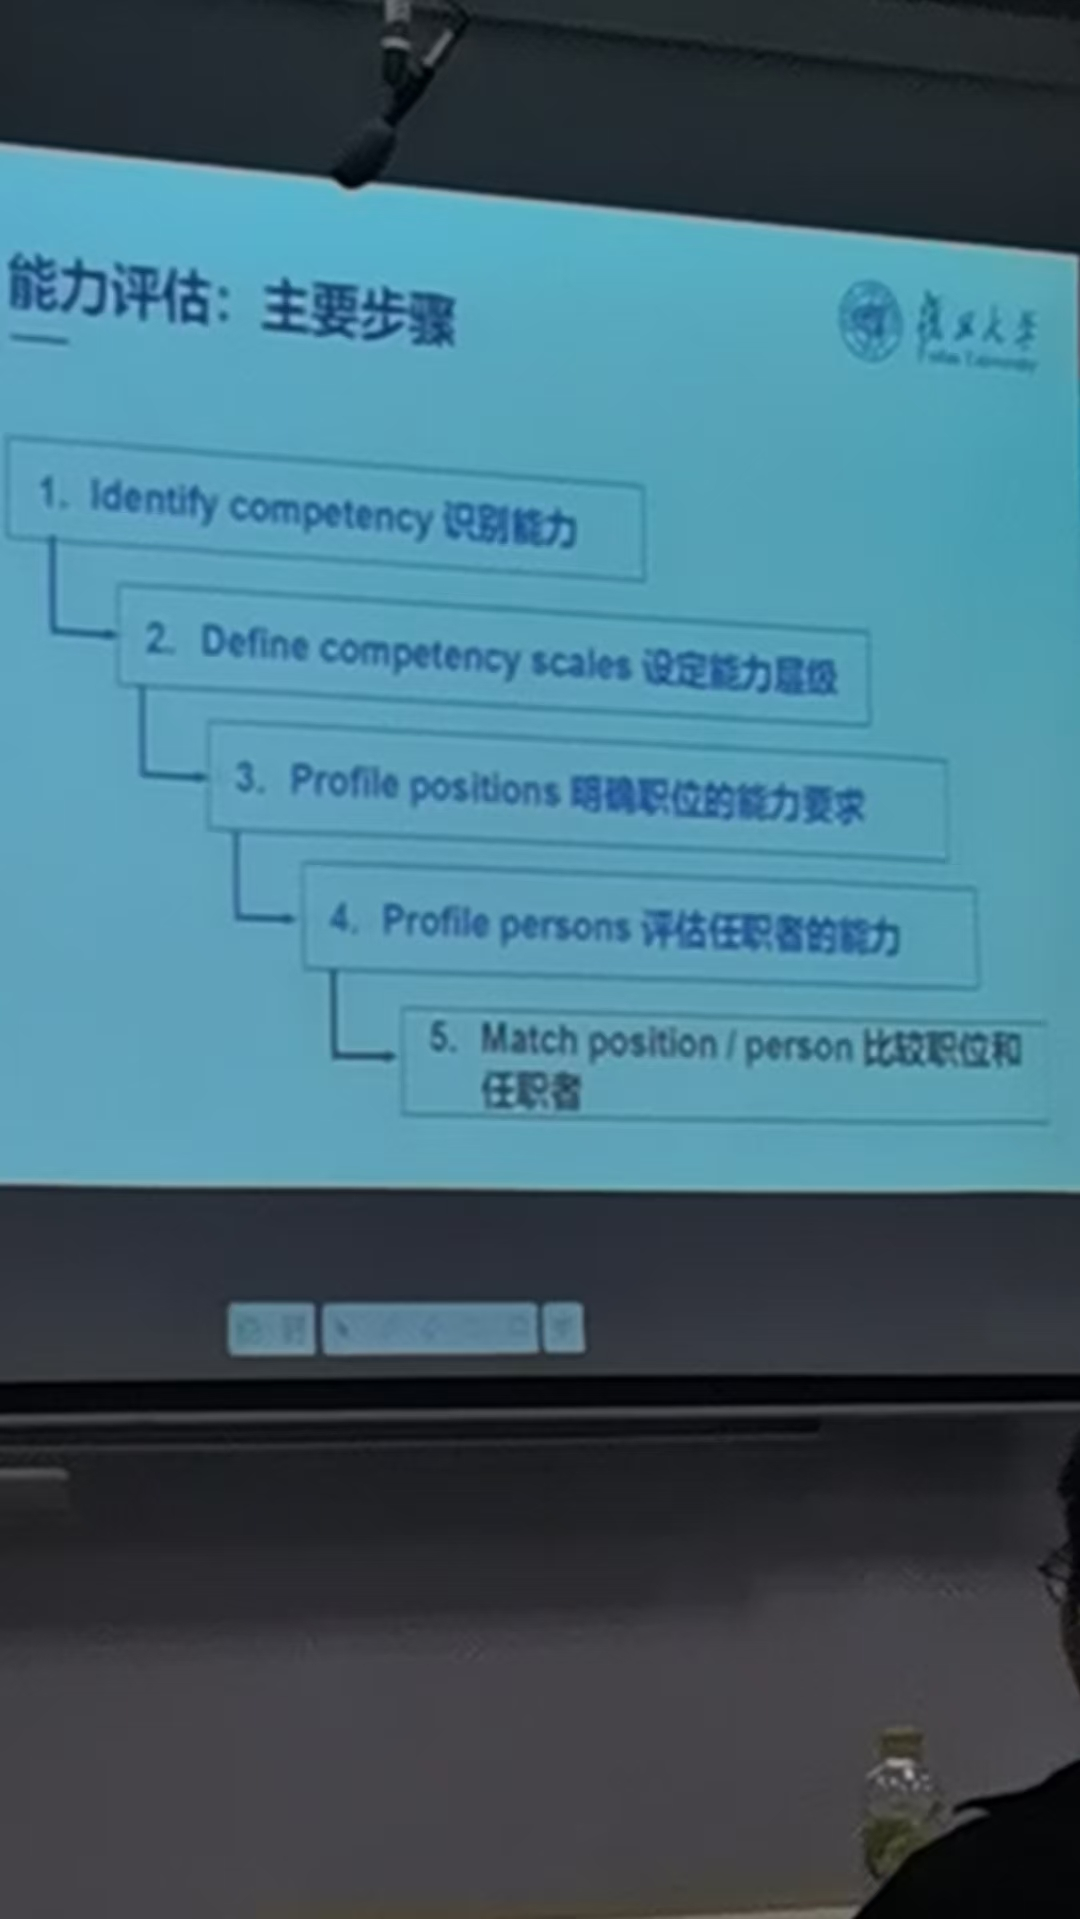 能力评估：主要步骤
復旦大学
Fudan University
1. Identify competency 识别能力
2. Define competency scales 设定能力层级
3. Profile positions 明确职位的能力要求
4. Profile persons 评估任职者的能力
5. Match position / person 比较职位和
任职者